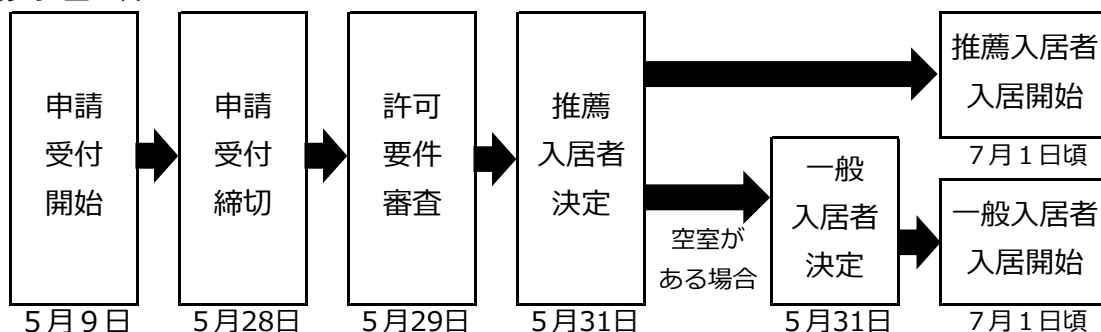 申請
受付
開始
5月9日
申請
受付
締切
5月28日
許可
要件
審査
5月29日
推薦
入居者
決定
5月31日
推薦入居者
入居開始
7月1日頃
空室が
ある場合
一般
入居者
決定
5月31日
一般入居者
入居開始
7月1日頃